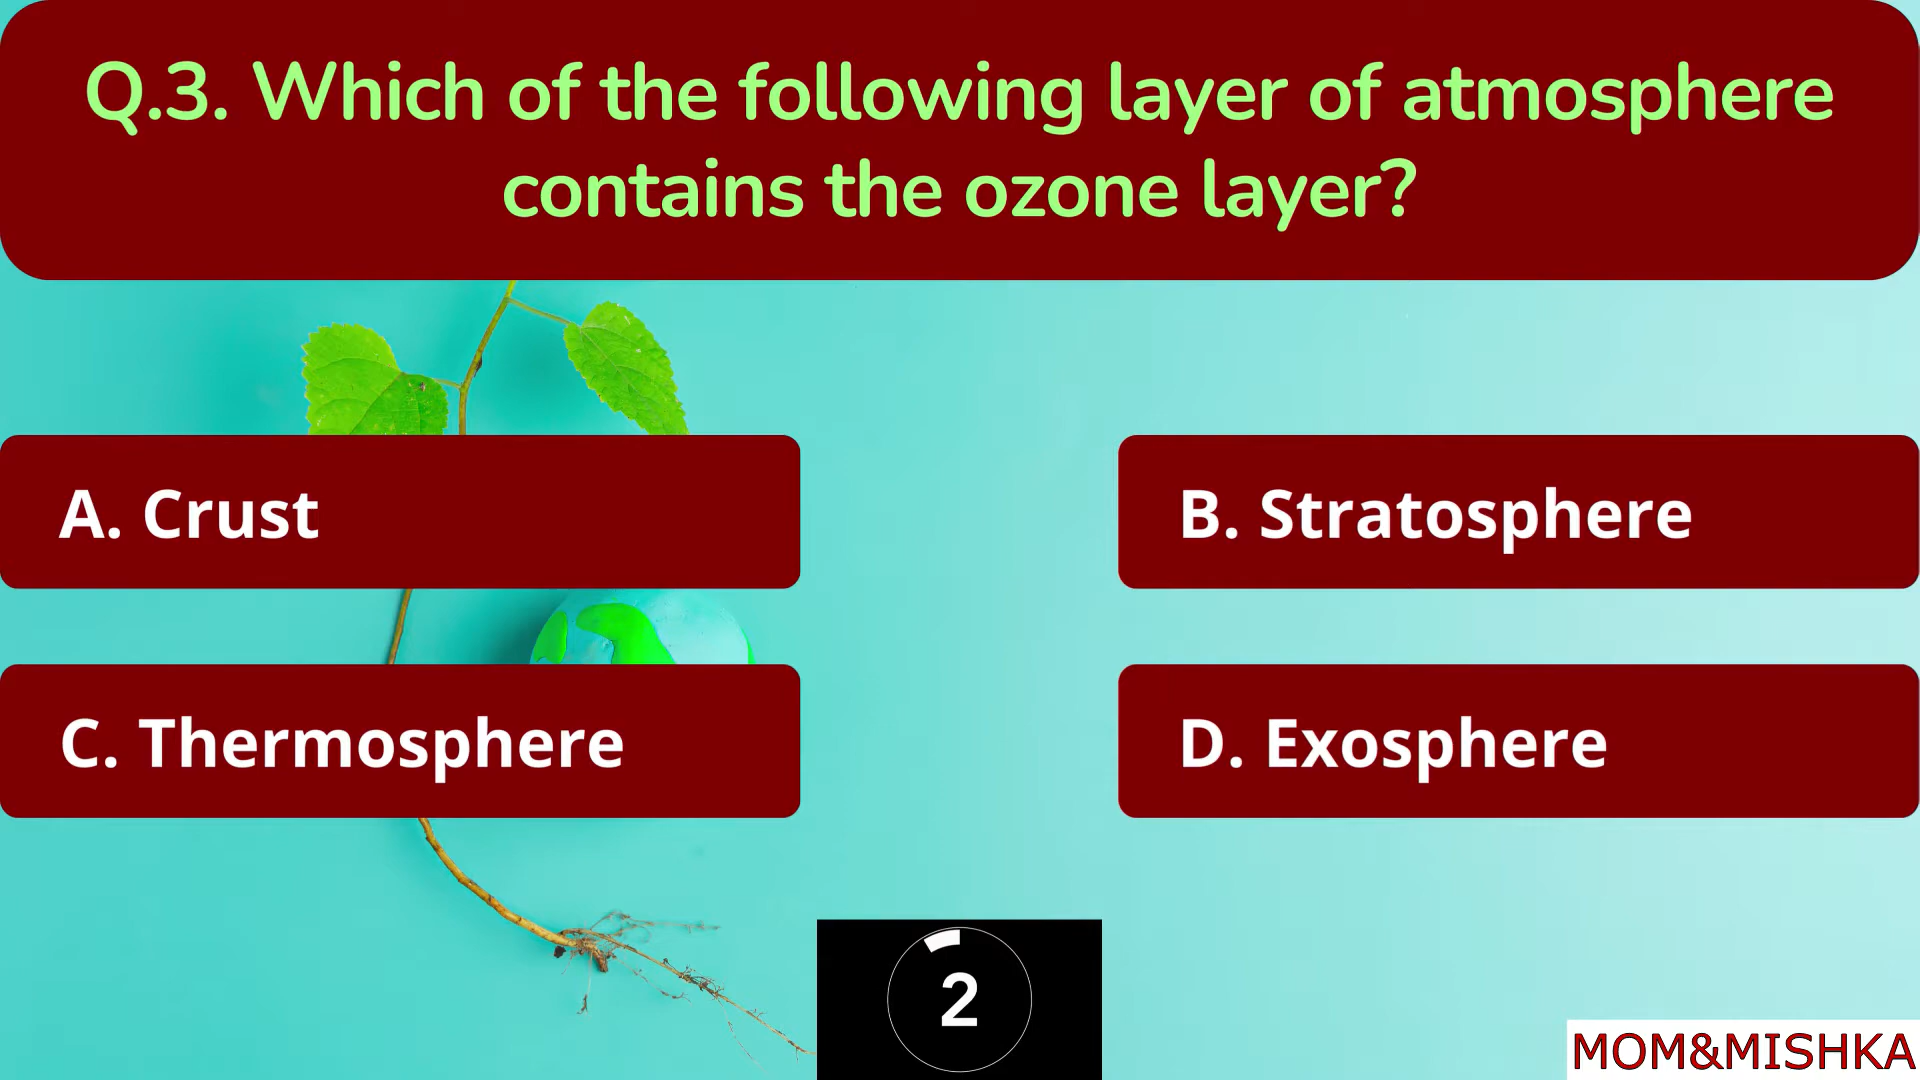 Q.3. Which of the following layer of atmosphere
contains the ozone layer?
A. Crust
B. Stratosphere
C. Thermosphere
D. Exosphere
2
MOM&MISHKA